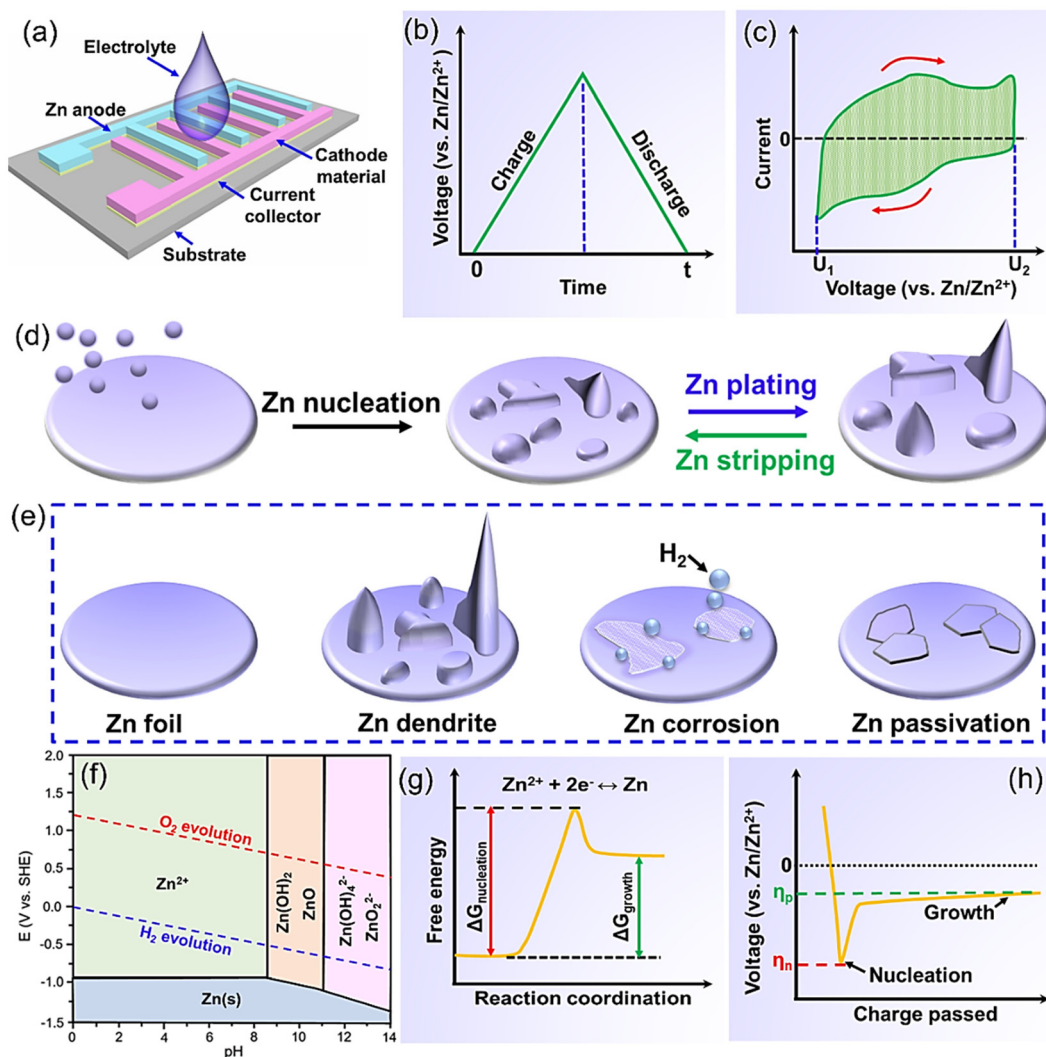 (a)
Electrolyte
Zn anode
Cathode
material
Current
collector
Substrate
(b)
Voltage (vs. Zn/Zn²⁺)
Charge
Discharge
0
t
Time
(c)
Current
0
U₁
U₂
Voltage (vs. Zn/Zn²⁺)
(d)
Zn nucleation
Zn plating
Zn stripping
(e)
H₂
Zn foil
Zn dendrite
Zn corrosion
Zn passivation
(f)
E (V vs. SHE)
2.0
1.5
1.0
0.5
0.0
-0.5
-1.0
-1.5
O₂ evolution
Zn²⁺
H₂ evolution
Zn(s)
Zn(OH)₂
ZnO
Zn(OH)₄²⁻
ZnO₂²⁻
0
2
4
6
8
10
12
14
pH
(g)
Zn²⁺ + 2e⁻ ↔ Zn
Free energy
ΔG nucleation
ΔG growth
Reaction coordination
(h)
Voltage (vs. Zn/Zn²⁺)
0
ηₚ
ηₙ
Growth
Nucleation
Charge passed